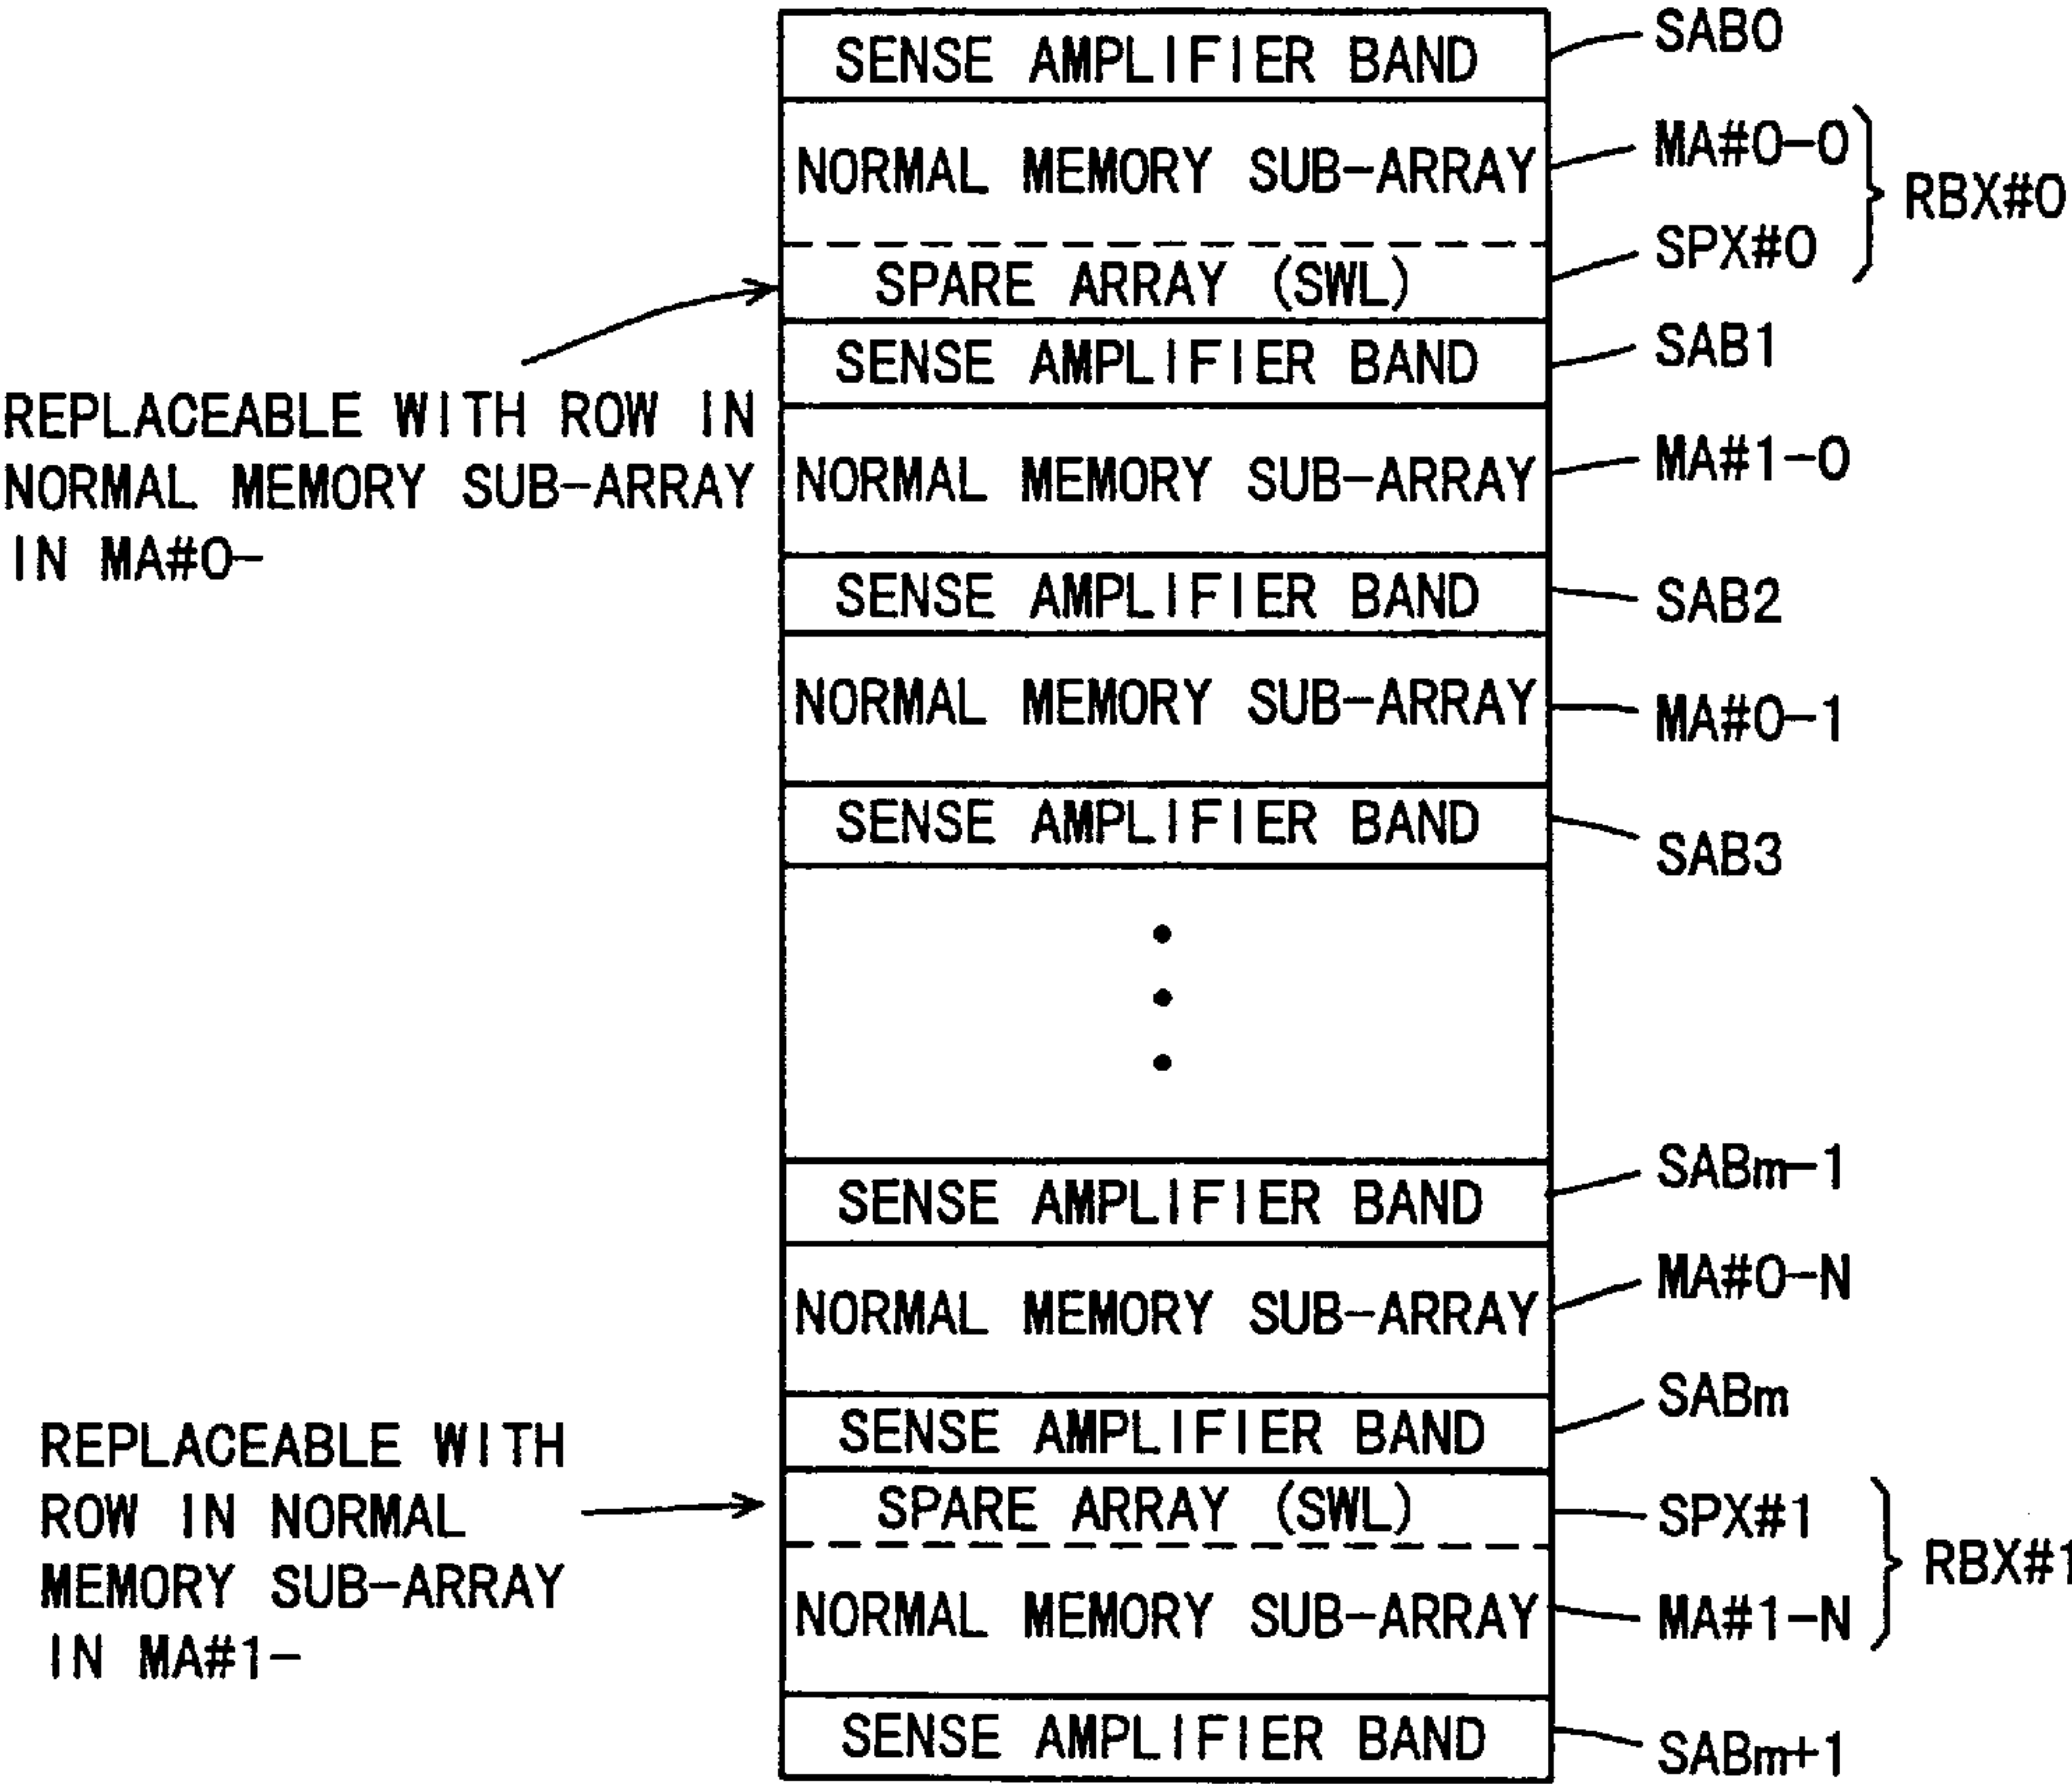 SENSE AMPLIFIER BAND
SAB0
NORMAL MEMORY SUB-ARRAY
MA#0-0
RBX#0
SPARE ARRAY (SWL)
SPX#0
SENSE AMPLIFIER BAND
SAB1
REPLACEABLE WITH ROW IN
NORMAL MEMORY SUB-ARRAY
IN MA#0-
NORMAL MEMORY SUB-ARRAY
MA#1-0
SENSE AMPLIFIER BAND
SAB2
NORMAL MEMORY SUB-ARRAY
MA#0-1
SENSE AMPLIFIER BAND
SAB3
SENSE AMPLIFIER BAND
SABm-1
NORMAL MEMORY SUB-ARRAY
MA#0-N
SENSE AMPLIFIER BAND
SABm
REPLACEABLE WITH
ROW IN NORMAL
MEMORY SUB-ARRAY
IN MA#1-
SPARE ARRAY (SWL)
SPX#1
RBX#1
NORMAL MEMORY SUB-ARRAY
MA#1-N
SENSE AMPLIFIER BAND
SABm+1